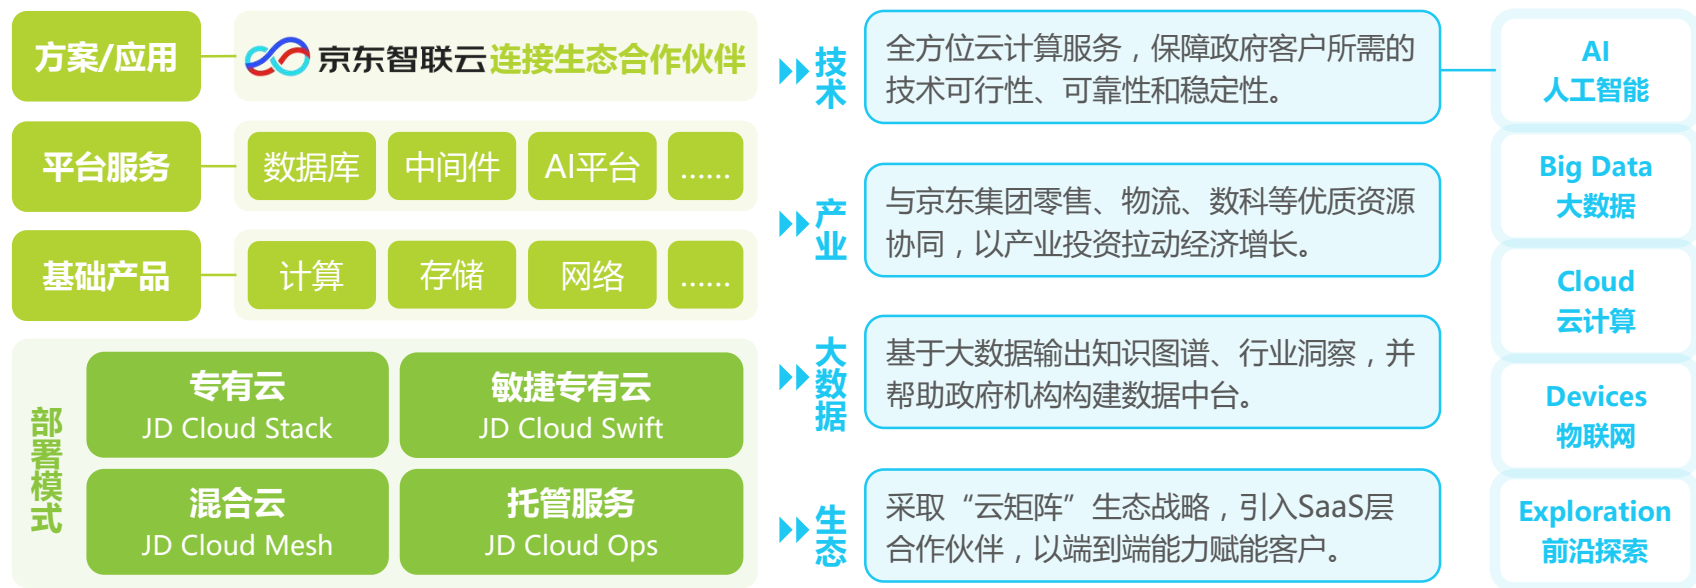 方案/应用
京东智联云连接生态合作伙伴
平台服务
数据库
中间件
AI平台
......
基础产品
计算
存储
网络
......
部署模式
专有云
JD Cloud Stack
敏捷专有云
JD Cloud Swift
混合云
JD Cloud Mesh
托管服务
JD Cloud Ops
技术
全方位云计算服务，保障政府客户所需的
技术可行性、可靠性和稳定性。
产业
与京东集团零售、物流、数科等优质资源
协同，以产业投资拉动经济增长。
大数据
基于大数据输出知识图谱、行业洞察，并
帮助政府机构构建数据中台。
生态
采取“云矩阵”生态战略，引入SaaS层
合作伙伴，以端到端能力赋能客户。
AI
人工智能
Big Data
大数据
Cloud
云计算
Devices
物联网
Exploration
前沿探索